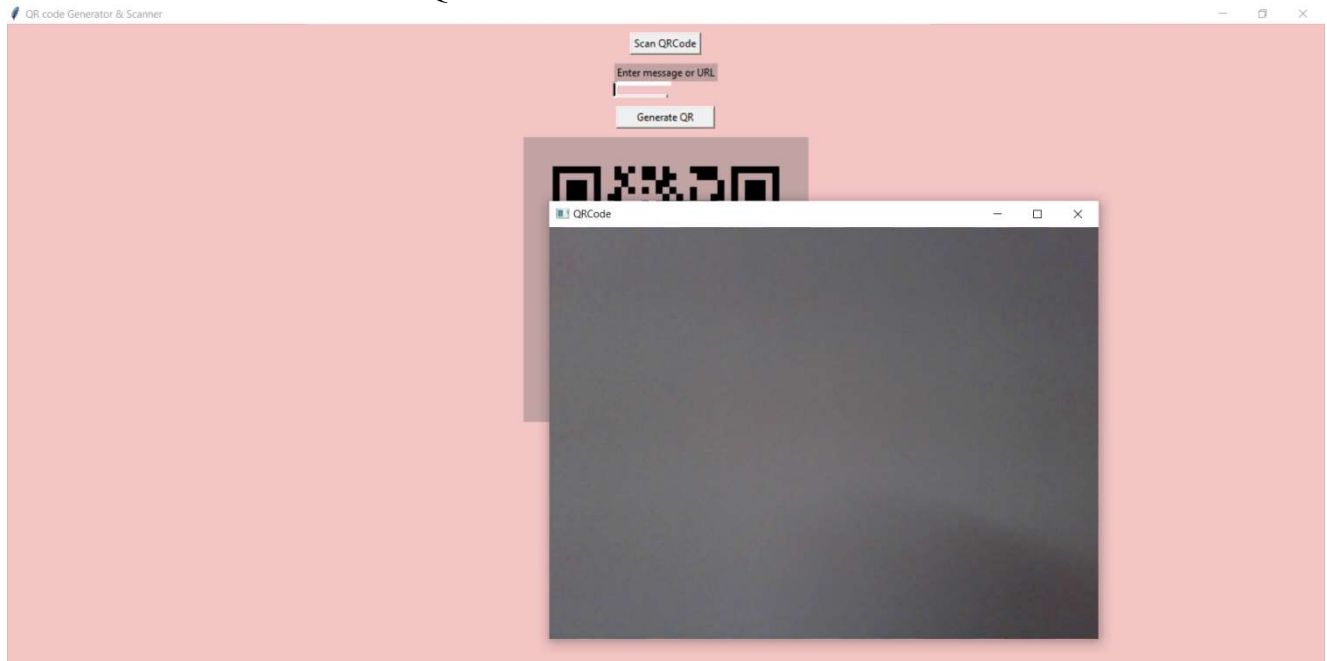 QR code Generator & Scanner
Scan QRCode
Enter message or URL
Generate QR
QRCode